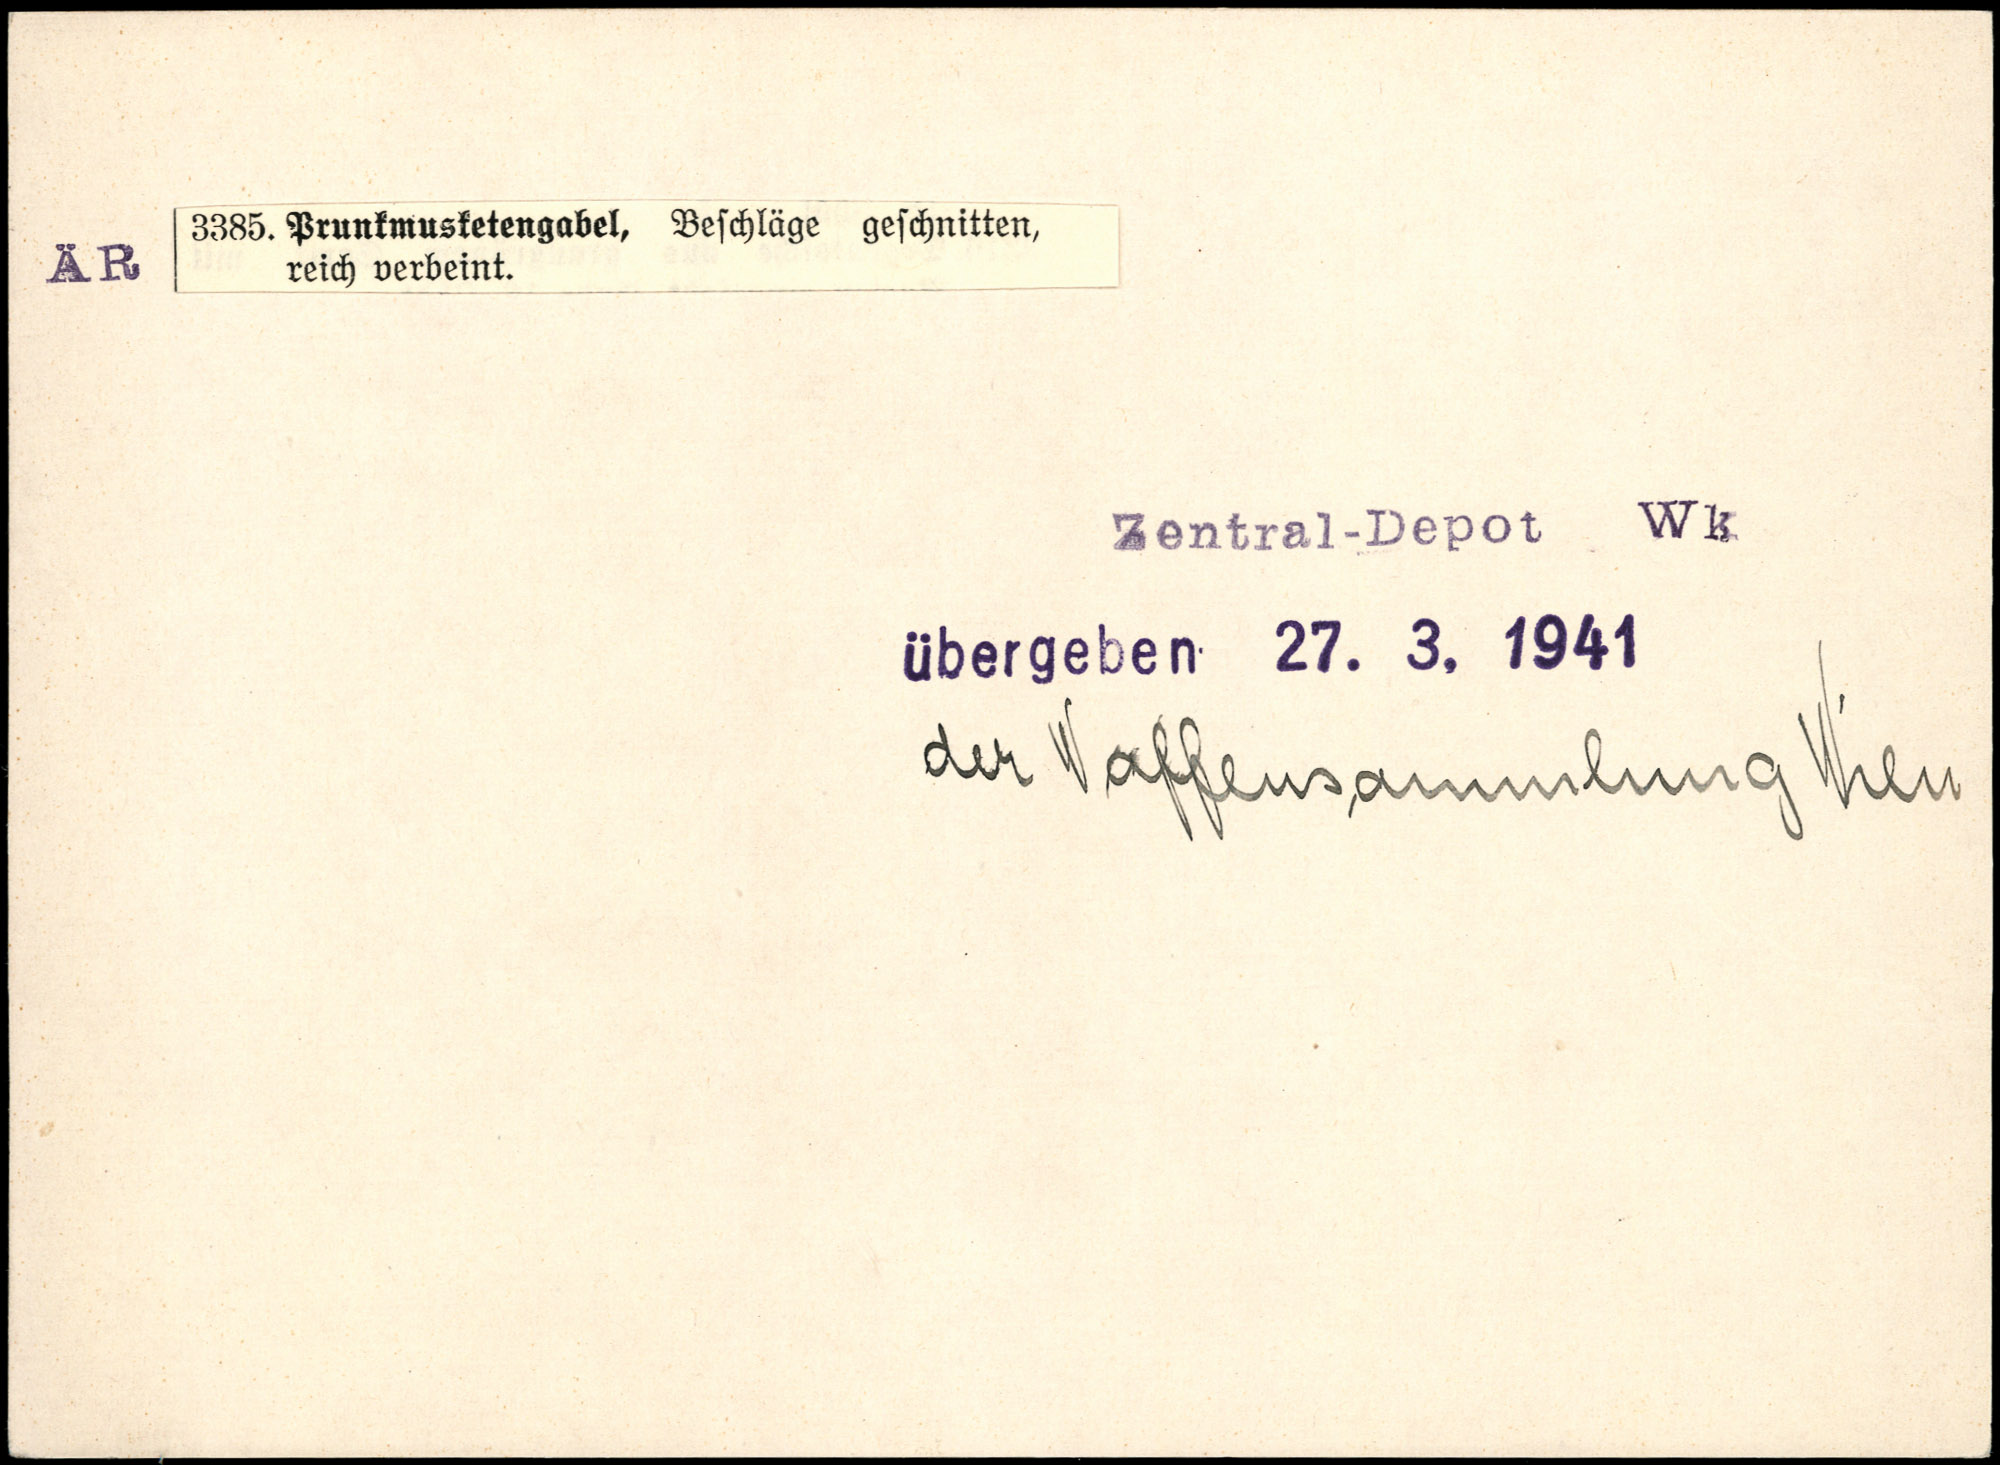 ÄR
3385. Prunkmusketengabel, Beschläge geschnitten,
reich verbeint.
Zentral-Depot Wk
übergeben 27. 3. 1941
der Waffensammlung Wien